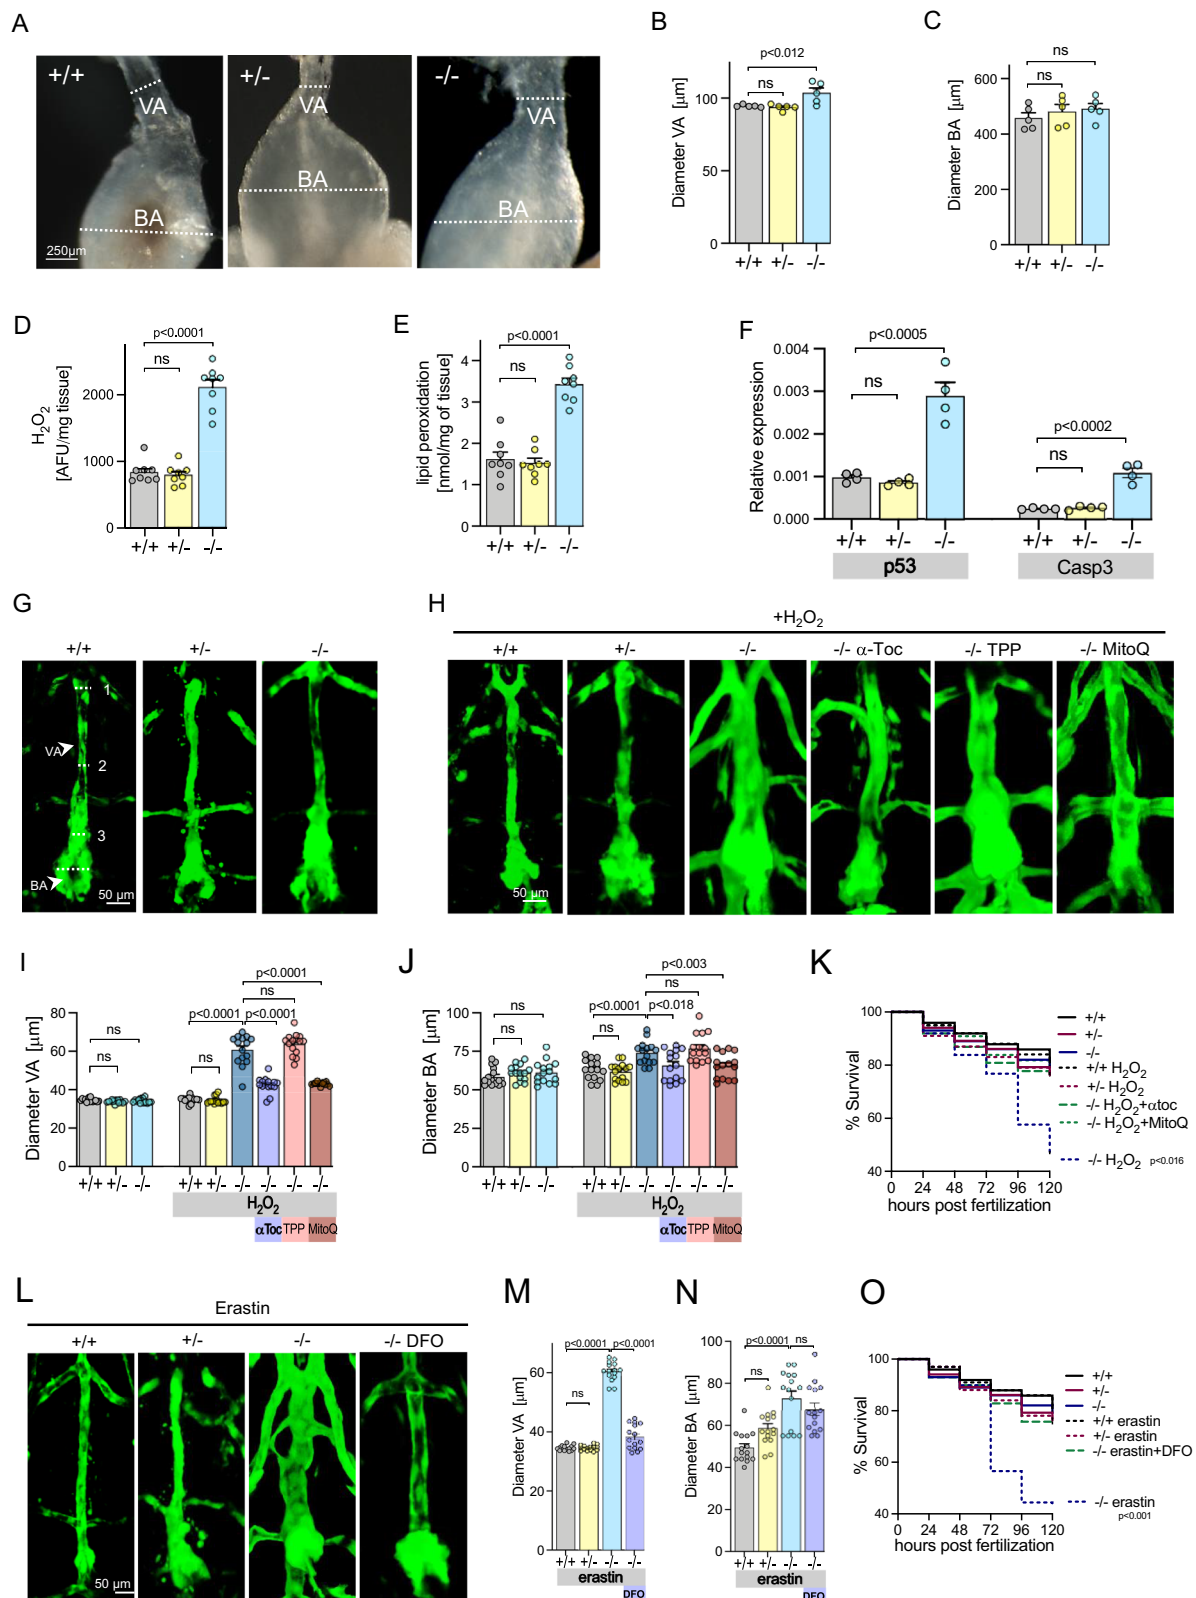 A
+/+
VA
BA
250µm
+/-
VA
BA
-/-
VA
BA
B
Diameter VA [µm]
100
50
0
p<0.012
ns
+/+ +/- -/-
C
Diameter BA [µm]
600
400
200
0
ns
ns
+/+ +/- -/-
D
H₂O₂
[AFU/mg tissue]
2000
1000
0
p<0.0001
ns
+/+ +/- -/-
E
lipid peroxidation
[nmol/mg of tissue]
4
3
2
1
0
p<0.0001
ns
+/+ +/- -/-
F
Relative expression
0.004
0.003
0.002
0.001
0.000
p<0.0005
ns
p<0.0002
ns
+/+ +/- -/- +/+ +/- -/-
p53 Casp3
G
+/+ +/- -/-
1
VA
2
3
BA
50 µm
H
+H₂O₂
+/+ +/- -/- -/- α-Toc -/- TPP -/- MitoQ
50 µm
I
Diameter VA [µm]
80
60
40
20
0
ns
ns
p<0.0001
ns
p<0.0001 p<0.0001
ns
+/+ +/- -/- +/+ +/- -/- -/- -/- -/-
H₂O₂
αToc TPP MitoQ
J
Diameter BA [µm]
100
75
50
25
0
ns
ns
p<0.003
ns
p<0.0001 p<0.018
ns
+/+ +/- -/- +/+ +/- -/- -/- -/- -/-
H₂O₂
αToc TPP MitoQ
K
% Survival
100
80
60
40
0 24 48 72 96 120
hours post fertilization
+/+
+/-
-/-
+/+ H₂O₂
+/- H₂O₂
-/- H₂O₂+αtoc
-/- H₂O₂+MitoQ
-/- H₂O₂ p<0.016
L
Erastin
+/+ +/- -/- -/- DFO
50 µm
M
Diameter VA [µm]
60
40
20
0
p<0.0001 p<0.0001
ns
+/+ +/- -/- -/-
erastin
DFO
N
Diameter BA [µm]
100
80
60
40
20
0
p<0.0001 ns
ns
+/+ +/- -/- -/-
erastin
DFO
O
% Survival
100
80
60
40
0 24 48 72 96 120
hours post fertilization
+/+
+/-
-/-
+/+ erastin
+/- erastin
-/- erastin+DFO
-/- erastin
p<0.001